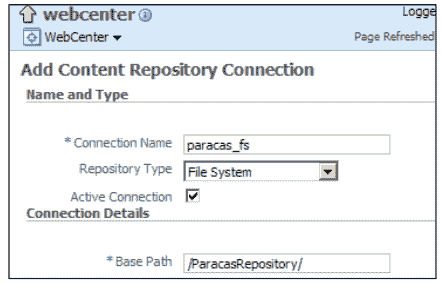 webcenter
Logge
WebCenter
Page Refreshed
Add Content Repository Connection
Name and Type
* Connection Name paracas_fs
Repository Type File System
Active Connection
Connection Details
* Base Path /ParacasRepository/